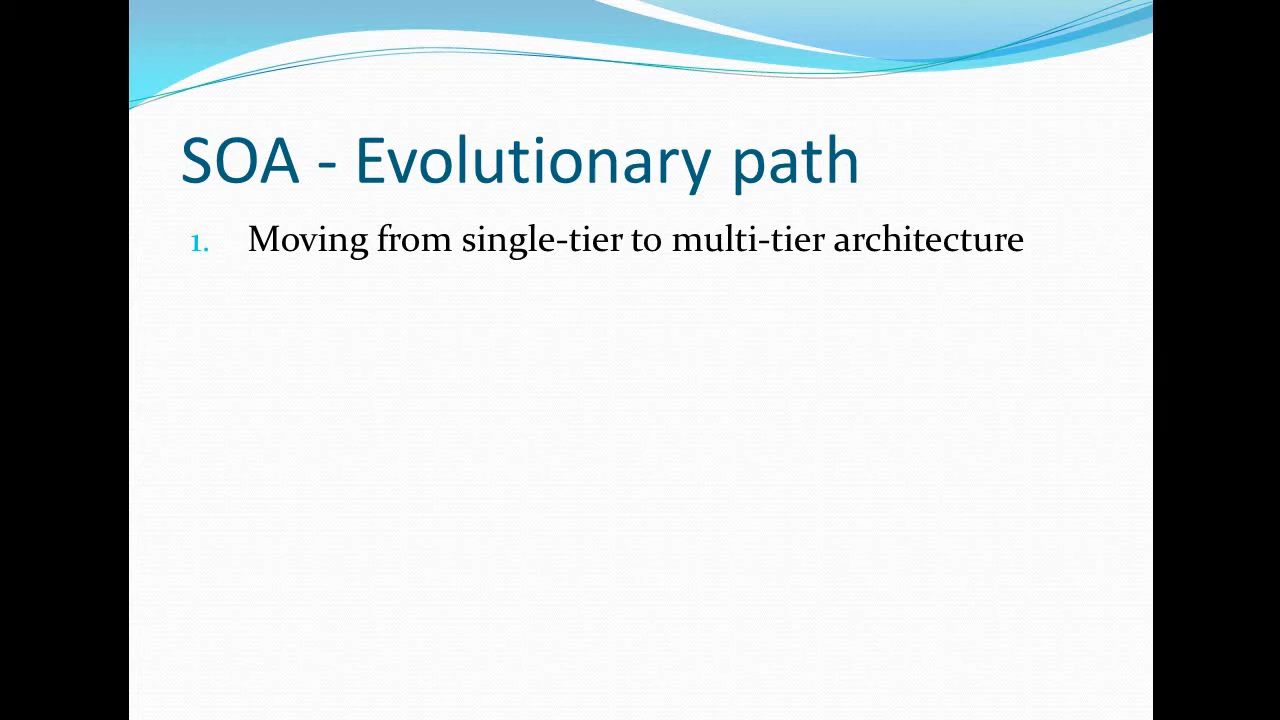 SOA - Evolutionary path
1. Moving from single-tier to multi-tier architecture